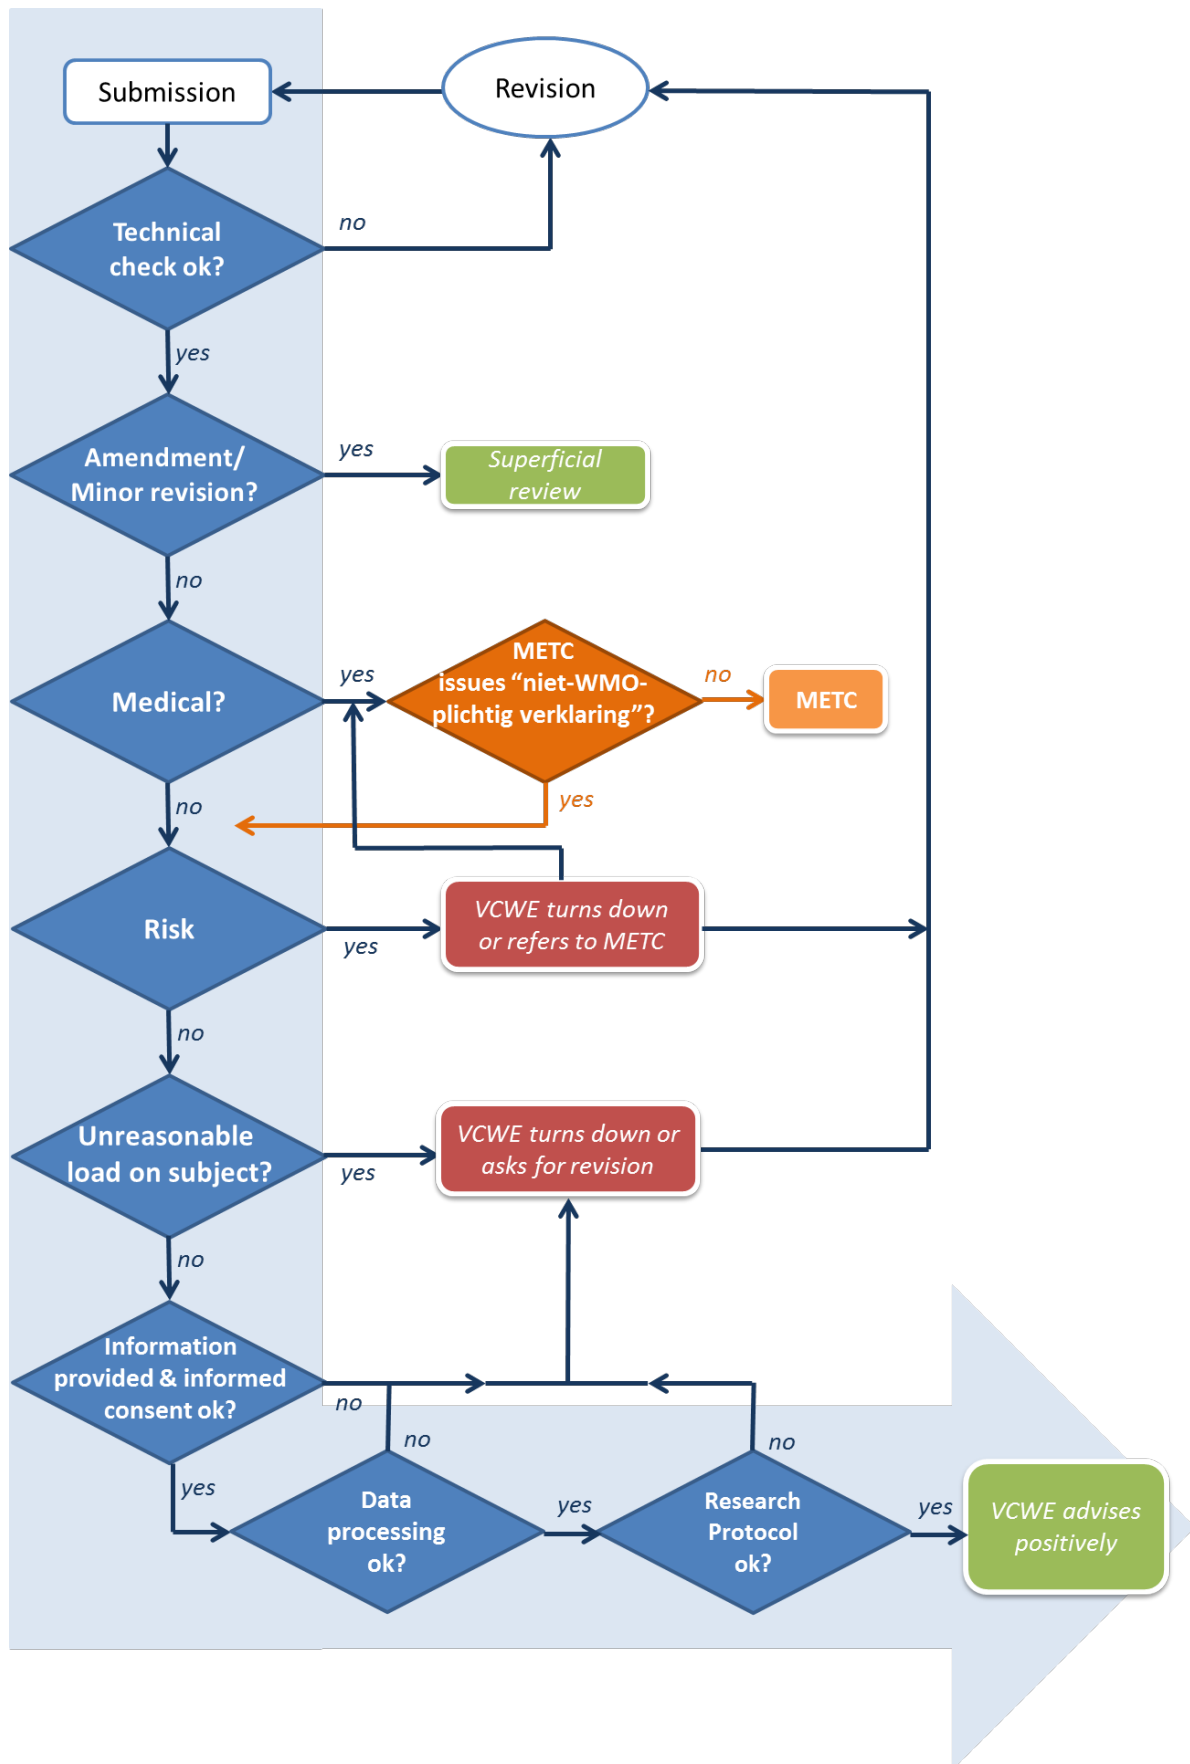 Submission
Revision
Technical
check ok?
no
yes
Amendment/
Minor revision?
yes
Superficial
review
no
Medical?
yes
METC
issues “niet-WMO-
plichtig verklaring”?
no
METC
yes
no
Risk
yes
VCWE turns down
or refers to METC
no
Unreasonable
load on subject?
yes
VCWE turns down or
asks for revision
no
Information
provided & informed
consent ok?
no
yes
Data
processing
ok?
no
yes
Research
Protocol
ok?
no
yes
VCWE advises
positively